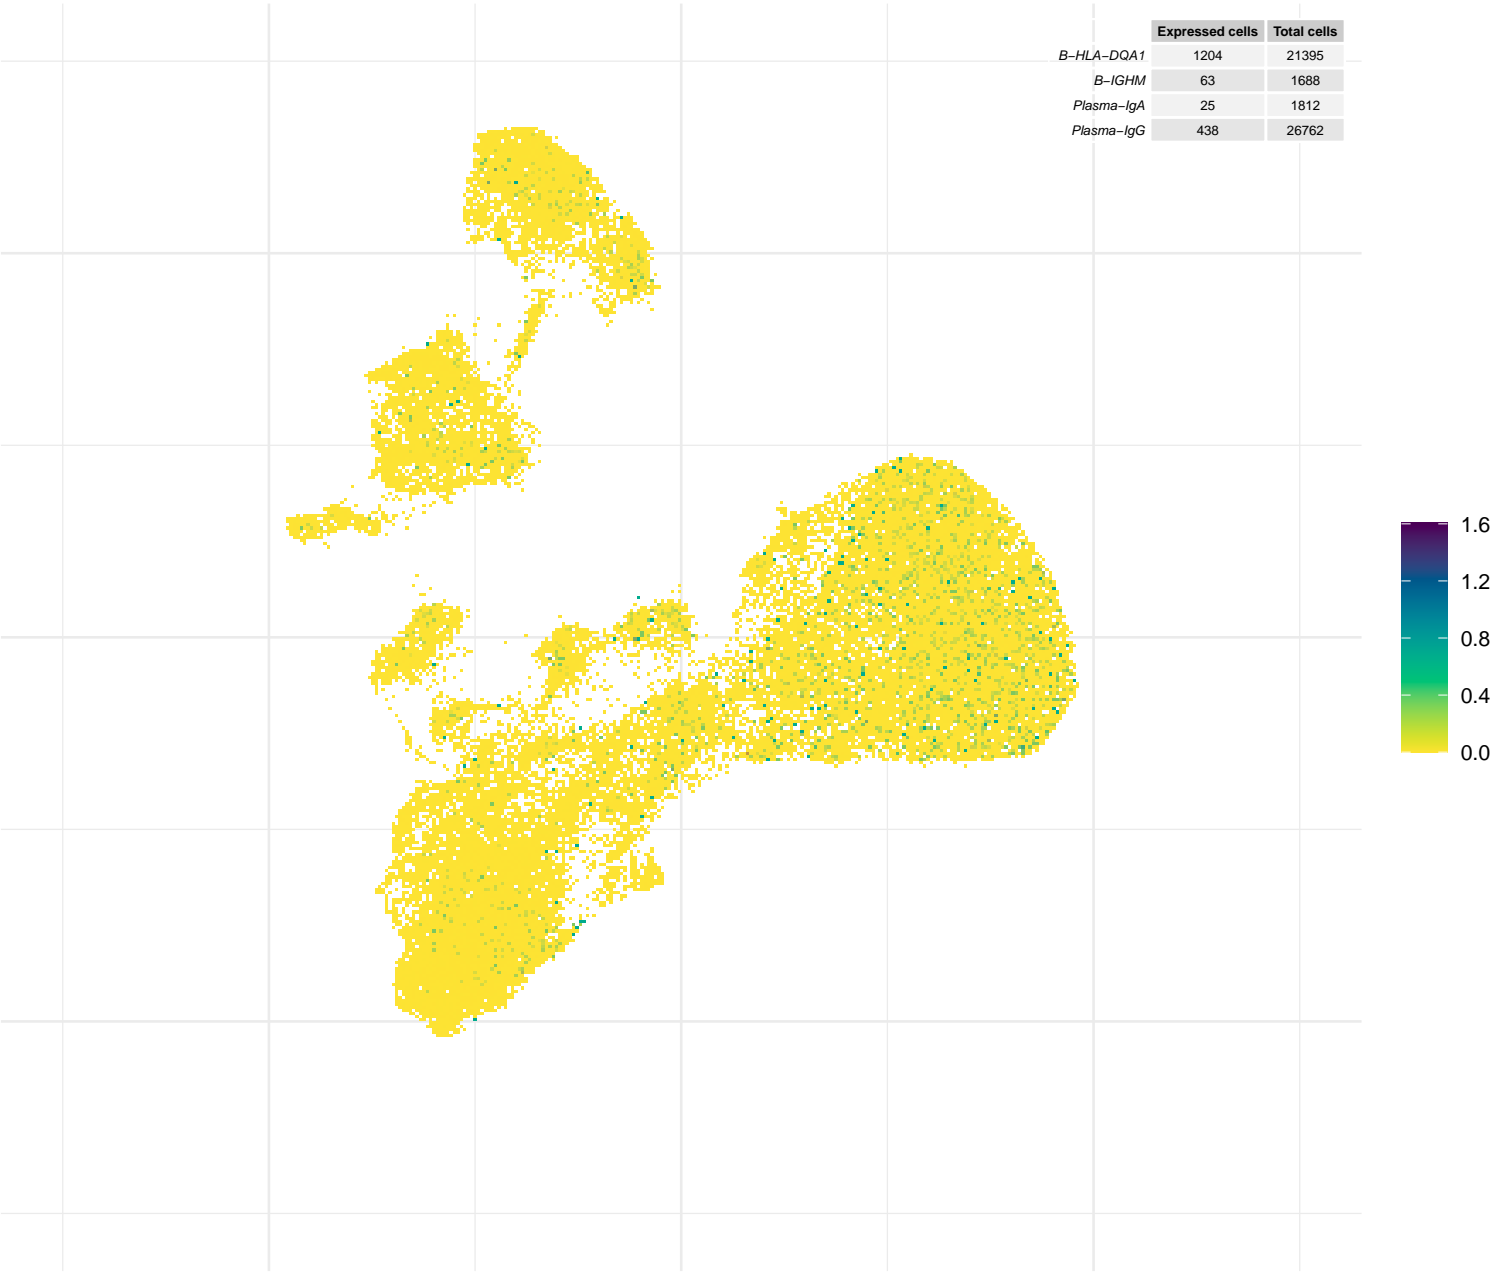 Expressed cells Total cells
B−HLA−DQA1 1204 21395
B−IGHM 63 1688
Plasma−IgA 25 1812
Plasma−IgG 438 26762
1.6
1.2
0.8
0.4
0.0